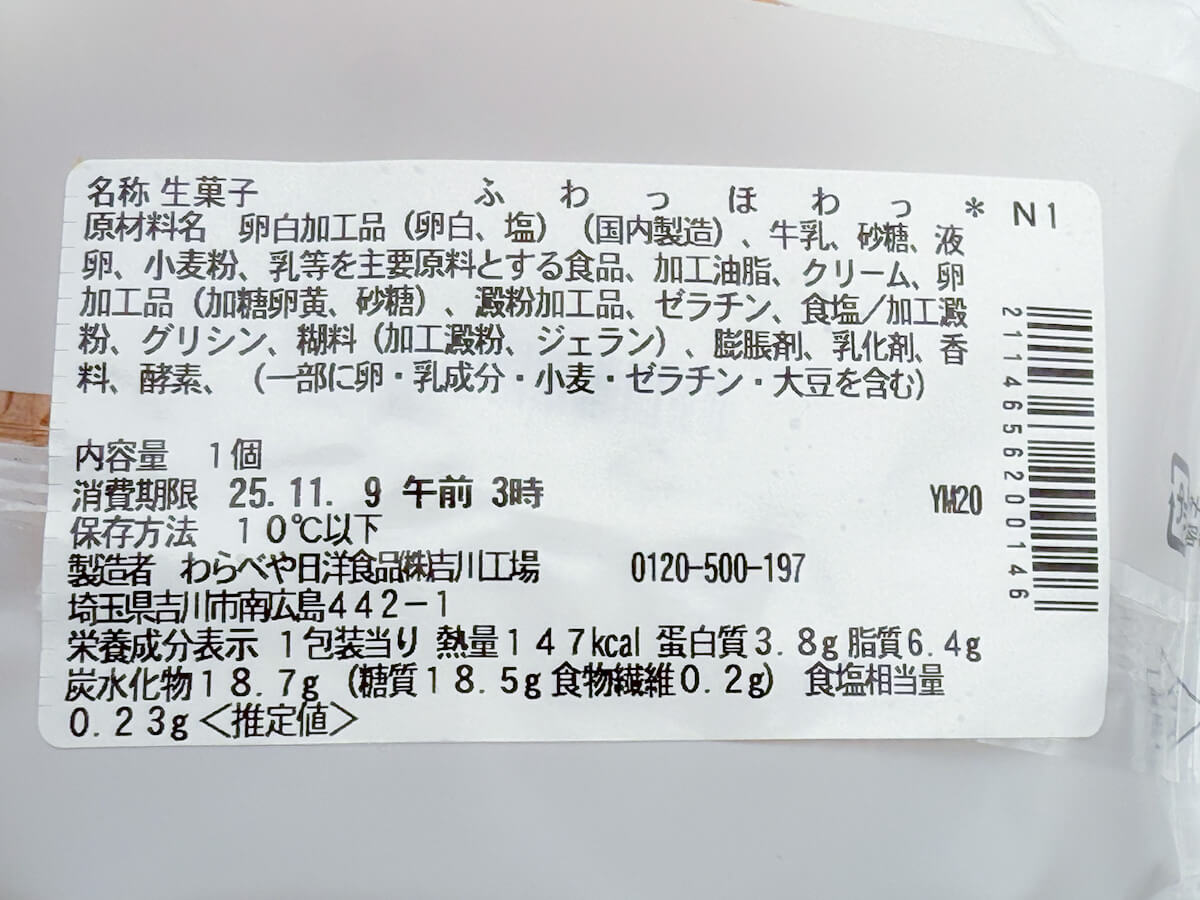 名称 生菓子 ふわっほわっ* N1
原材料名 卵白加工品（卵白、塩）（国内製造）、牛乳、砂糖、液
卵、小麦粉、乳等を主要原料とする食品、加工油脂、クリーム、卵
加工品（加糖卵黄、砂糖）、澱粉加工品、ゼラチン、食塩／加工澱
粉、グリシン、糊料（加工澱粉、ジェラン）、膨脹剤、乳化剤、香
料、酵素、（一部に卵・乳成分・小麦・ゼラチン・大豆を含む）
内容量 1個
消費期限 25.11. 9 午前 3時 YM20
保存方法 10℃以下
製造者 わらべや日洋食品㈱吉川工場 0120-500-197
埼玉県吉川市南広島442－1
栄養成分表示 1包装当り 熱量147kcal 蛋白質3.8g 脂質6.4g
炭水化物18.7g（糖質18.5g 食物繊維0.2g） 食塩相当量
0.23g＜推定値＞
2114656200146